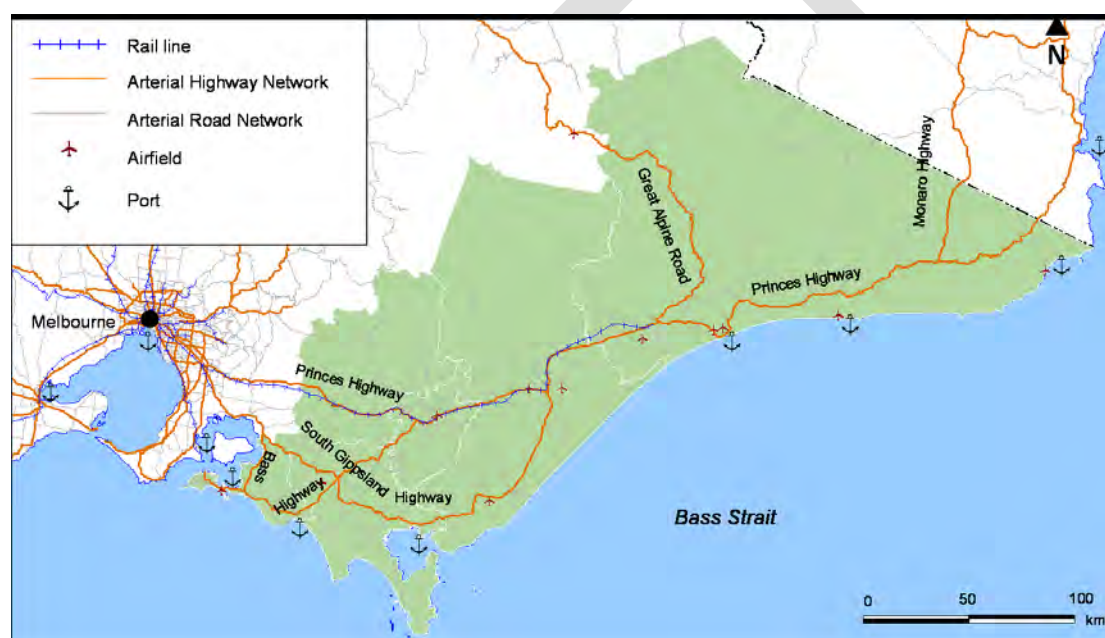 Rail line
Arterial Highway Network
Arterial Road Network
Airfield
Port
N
Monaro Highway
Great Alpine Road
Princes Highway
Melbourne
Princes Highway
South Gippsland
Highway
Bass
Highway
Bass Strait
0 50 100
km